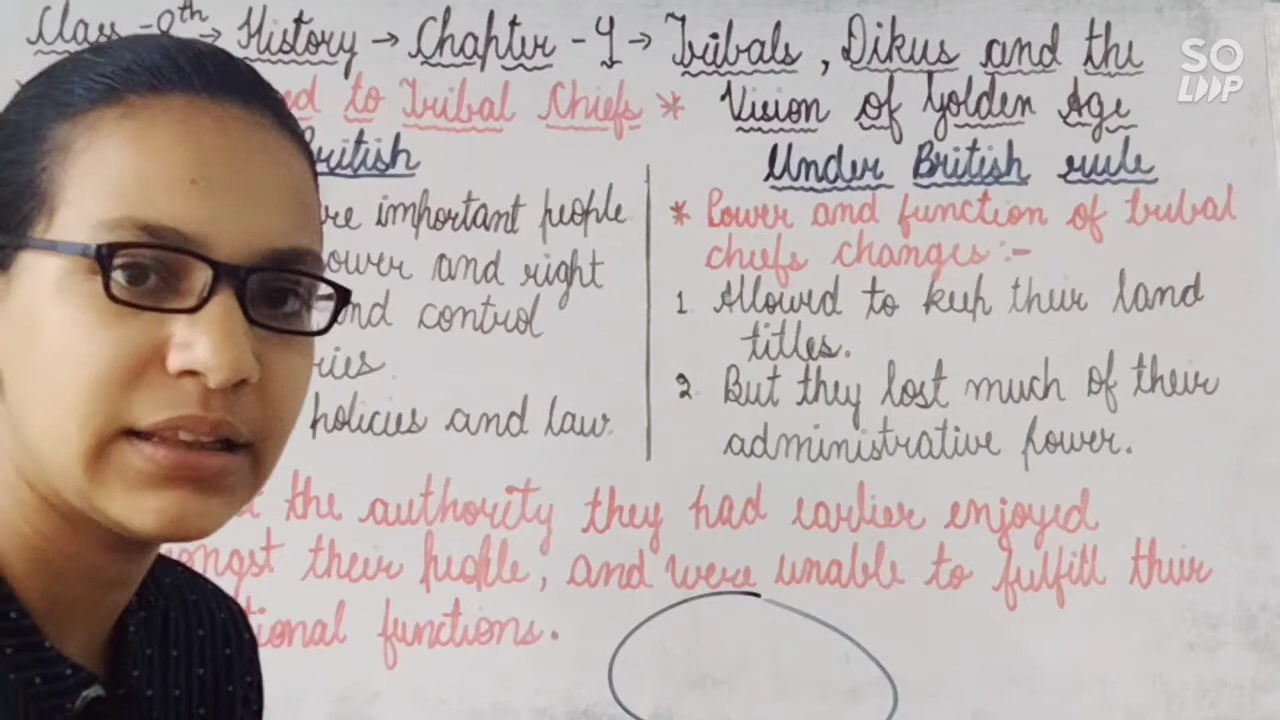 Class -8th → History → Chapter - 4 → Tribals, Dikus and the
ed to Tribal Chiefs * Vision of Golden Age
British
Under British rule
re important people
ower and right
and control
ries.
policies and law.
* Power and function of tribal
chiefs changes :-
1. Allowed to keep their land
titles.
2. But they lost much of their
administrative power.
the authority they had earlier enjoyed
mongst their people, and were unable to fulfill their
tional functions.
SO
LOOP